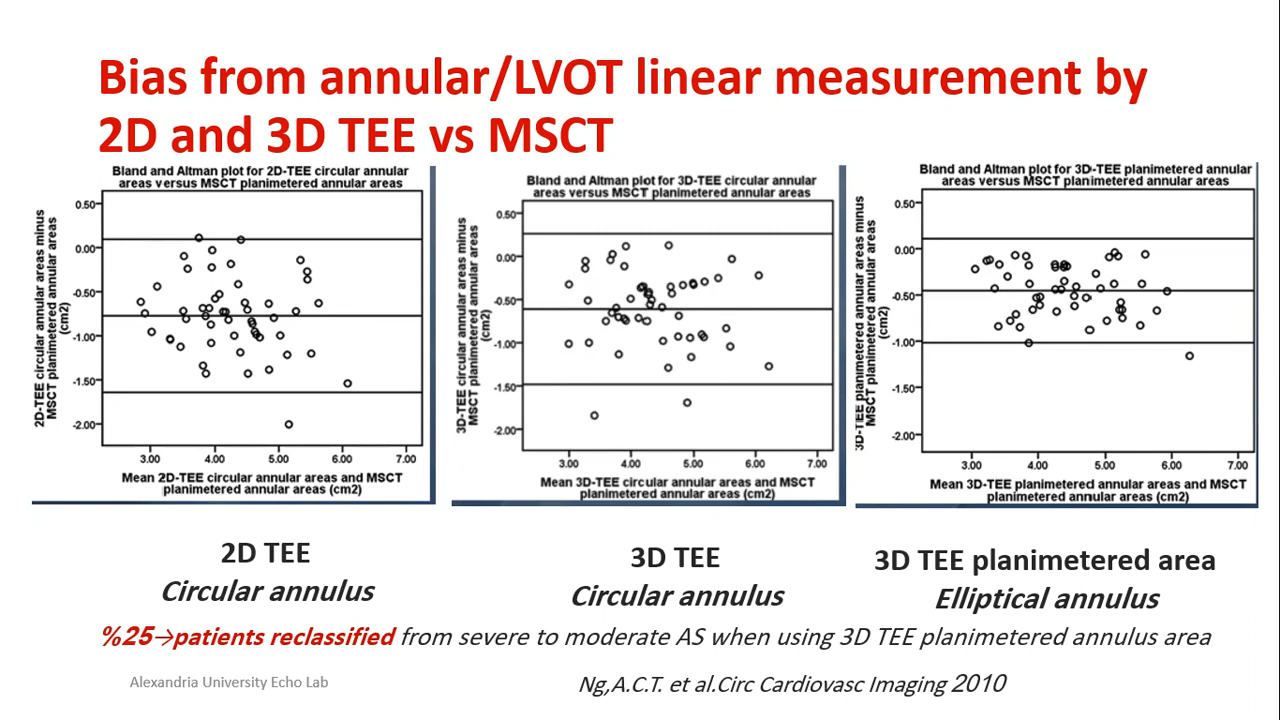 Bias from annular/LVOT linear measurement by
2D and 3D TEE vs MSCT
Bland and Altman plot for 2D-TEE circular annular
areas versus MSCT planimetered annular areas
2D-TEE circular annular areas minus
MSCT planimetered annular areas
(cm2)
0.50
0.00
-0.50
-1.00
-1.50
-2.00
3.00 4.00 5.00 6.00 7.00
Mean 2D-TEE circular annular areas and MSCT
planimetered annular areas (cm2)
Bland and Altman plot for 3D-TEE circular annular
areas versus MSCT planimetered annular areas
3D-TEE circular annular areas minus
MSCT planimetered annular areas
(cm2)
0.50
0.00
-0.50
-1.00
-1.50
-2.00
3.00 4.00 5.00 6.00 7.00
Mean 3D-TEE circular annular areas and MSCT
planimetered annular areas (cm2)
Bland and Altman plot for 3D-TEE planimetered annular
areas versus MSCT planimetered annular areas
3D-TEE planimetered annular areas minus
MSCT planimetered annular areas
(cm2)
0.50
0.00
-0.50
-1.00
-1.50
-2.00
3.00 4.00 5.00 6.00 7.00
Mean 3D-TEE planimetered annular areas and MSCT
planimetered annular areas (cm2)
2D TEE
Circular annulus
3D TEE
Circular annulus
3D TEE planimetered area
Elliptical annulus
%25→patients reclassified from severe to moderate AS when using 3D TEE planimetered annulus area
Alexandria University Echo Lab
Ng,A.C.T. et al.Circ Cardiovasc Imaging 2010